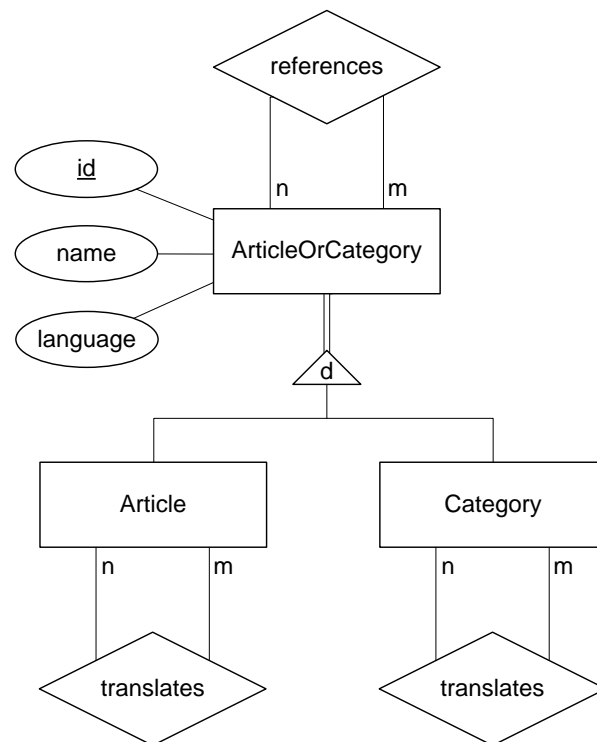 references
n m
id
name
ArticleOrCategory
language
d
Article Category
n m n m
translates translates